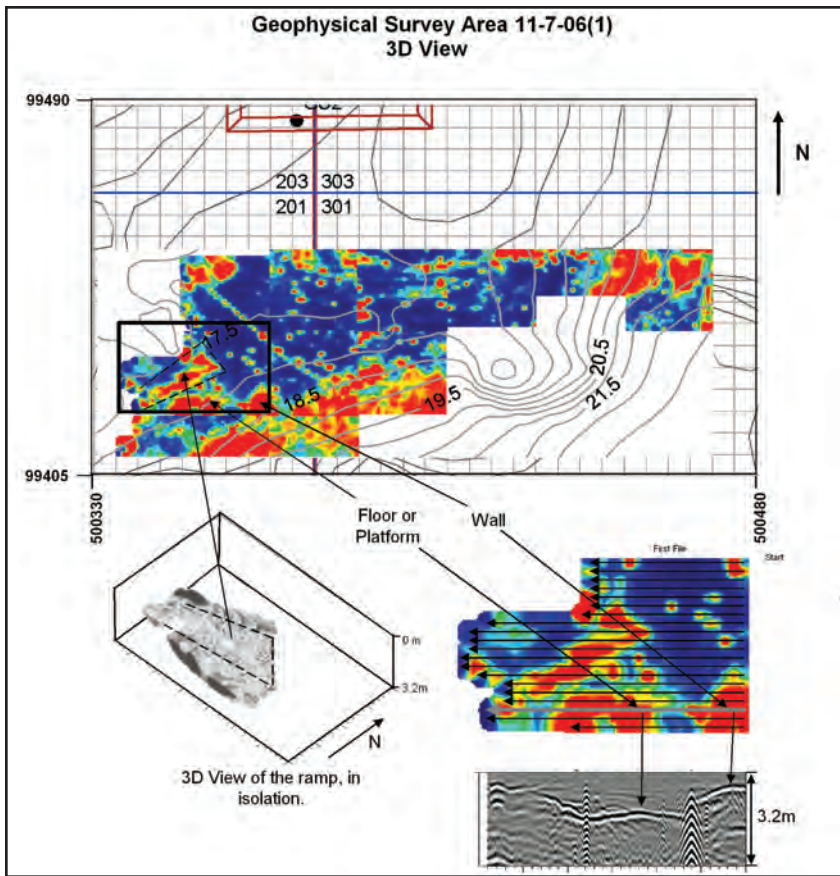 Geophysical Survey Area 11-7-06(1)
3D View
99490
N
203 303
201 301
17.5
18.5
19.5
20.5
21.5
99405
500330
500480
Floor or
Platform
Wall
First File
Start
0 m
3.2m
N
3D View of the ramp, in
isolation.
3.2m